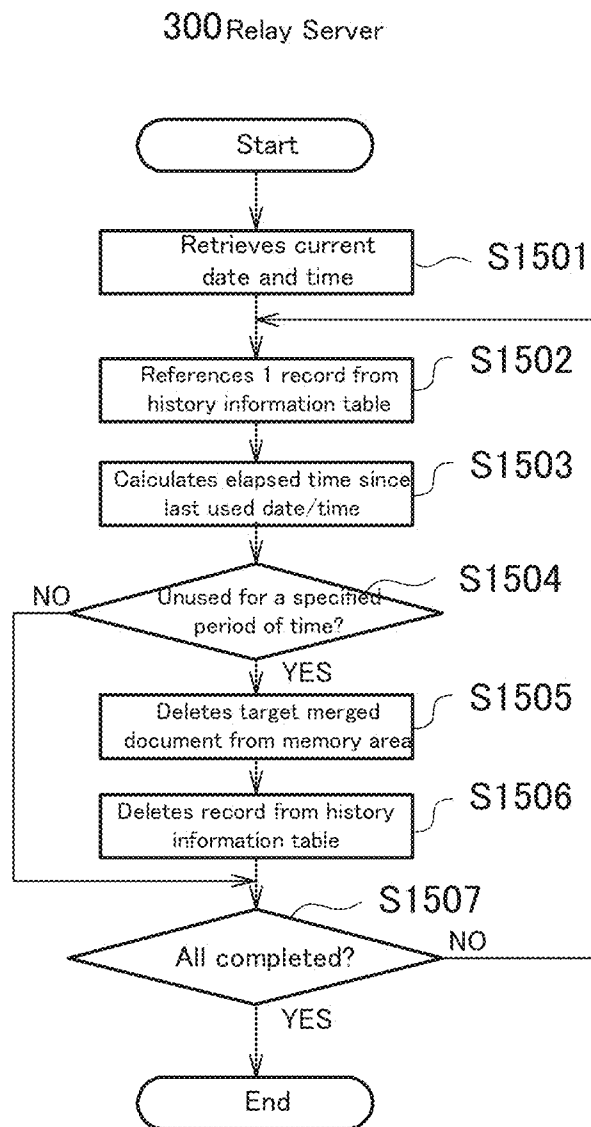 300 Relay Server
Start
Retrieves current
date and time
S1501
References 1 record from
history information table
S1502
Calculates elapsed time since
last used date/time
S1503
Unused for a specified
period of time?
S1504
NO
YES
Deletes target merged
document from memory area
S1505
Deletes record from history
information table
S1506
S1507
All completed?
NO
YES
End